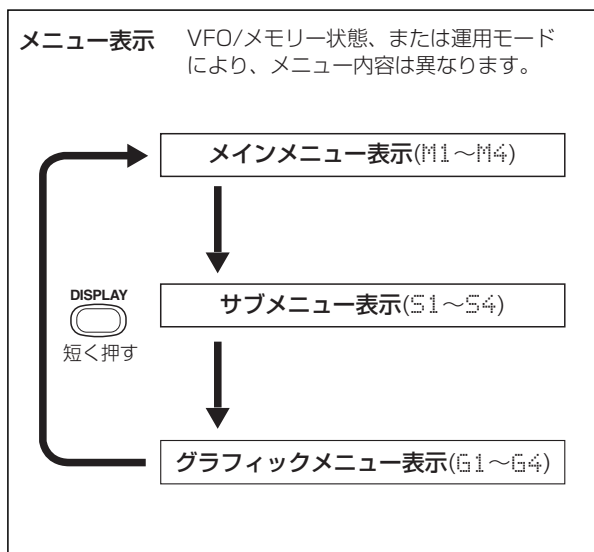 メニュー表示
VFO/メモリー状態、または運用モード
により、メニュー内容は異なります。
メインメニュー表示(M1～M4)
DISPLAY
短く押す
サブメニュー表示(S1～S4)
グラフィックメニュー表示(G1～G4)